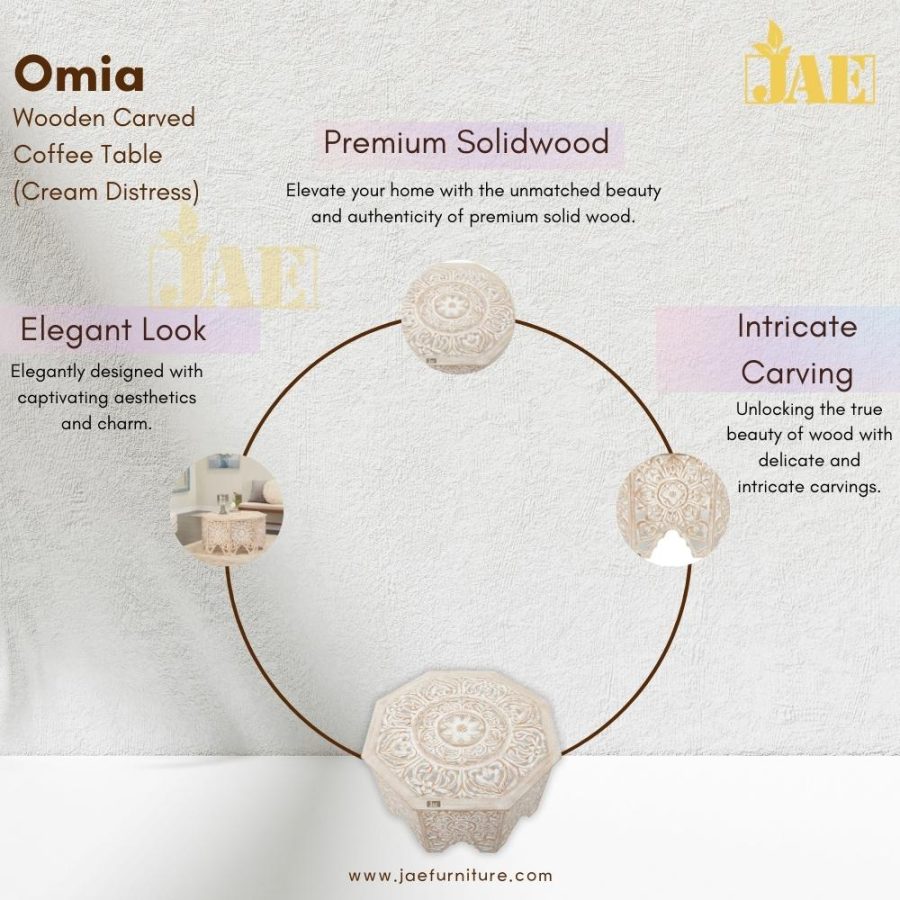 Omia
Wooden Carved
Coffee Table
(Cream Distress)
JAE
Premium Solidwood
Elevate your home with the unmatched beauty
and authenticity of premium solid wood.
JAE
Elegant Look
Elegantly designed with
captivating aesthetics
and charm.
Intricate
Carving
Unlocking the true
beauty of wood with
delicate and
intricate carvings.
JAE
www.jaefurniture.com